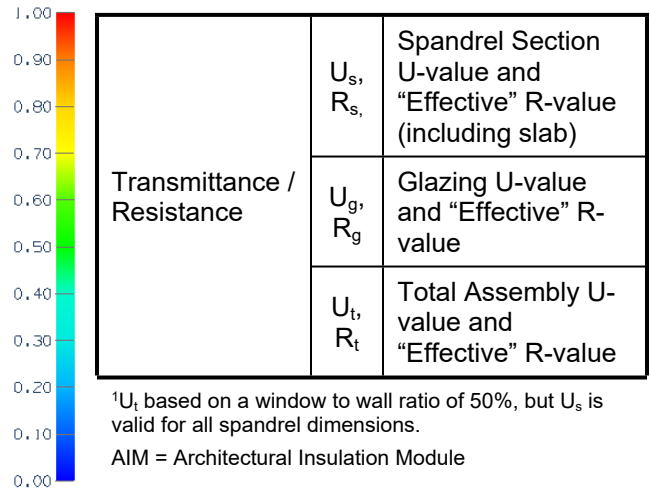 1.00
0.90
0.80
0.70
0.60
0.50
0.40
0.30
0.20
0.10
0.00
Transmittance /
Resistance
Us,
Rs,
Spandrel Section
U-value and
“Effective” R-value
(including slab)
Ug,
Rg
Glazing U-value
and “Effective” R-
value
Ut,
Rt
Total Assembly U-
value and
“Effective” R-value
¹Ut based on a window to wall ratio of 50%, but Us is
valid for all spandrel dimensions.
AIM = Architectural Insulation Module